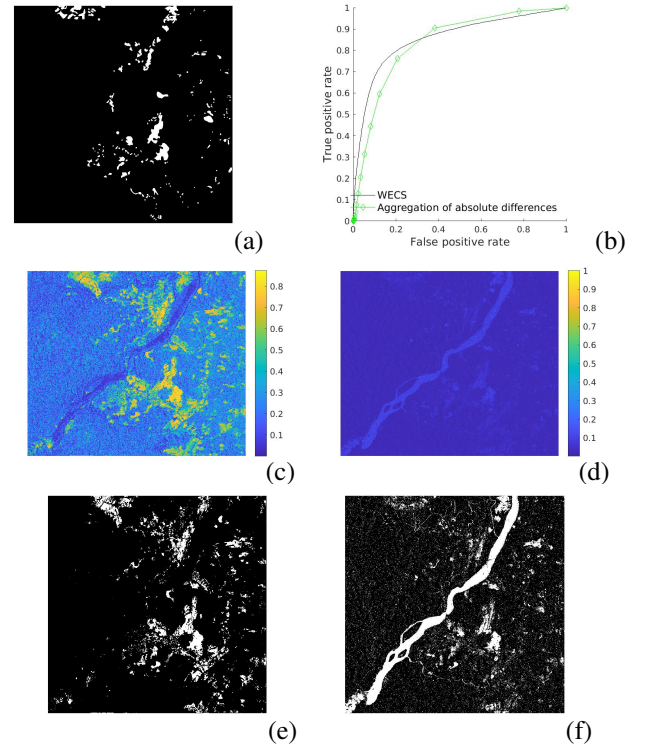 1
0.9
0.8
0.7
0.6
0.5
0.4
0.3
0.2
0.1
0
True positive rate
WECS
Aggregation of absolute differences
0 0.2 0.4 0.6 0.8 1
False positive rate
(a)
(b)
0.8
0.7
0.6
0.5
0.4
0.3
0.2
0.1
(c)
1
0.9
0.8
0.7
0.6
0.5
0.4
0.3
0.2
0.1
(d)
(e)
(f)